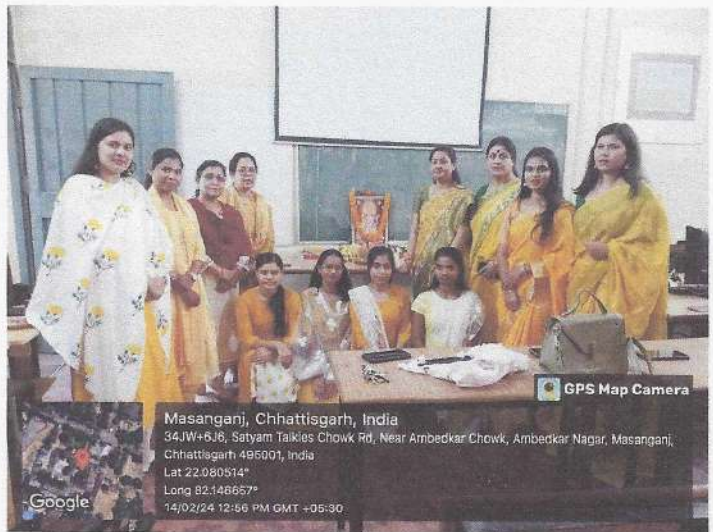 GPS Map Camera
Masanganj, Chhattisgarh, India
34JW+6J6, Satyam Talkies Chowk Rd, Near Ambedkar Chowk, Ambedkar Nagar, Masanganj,
Chhattisgarh 495001, India
Lat 22.080514°
Long 82.146667°
14/02/24 12:56 PM GMT +05:30
Google